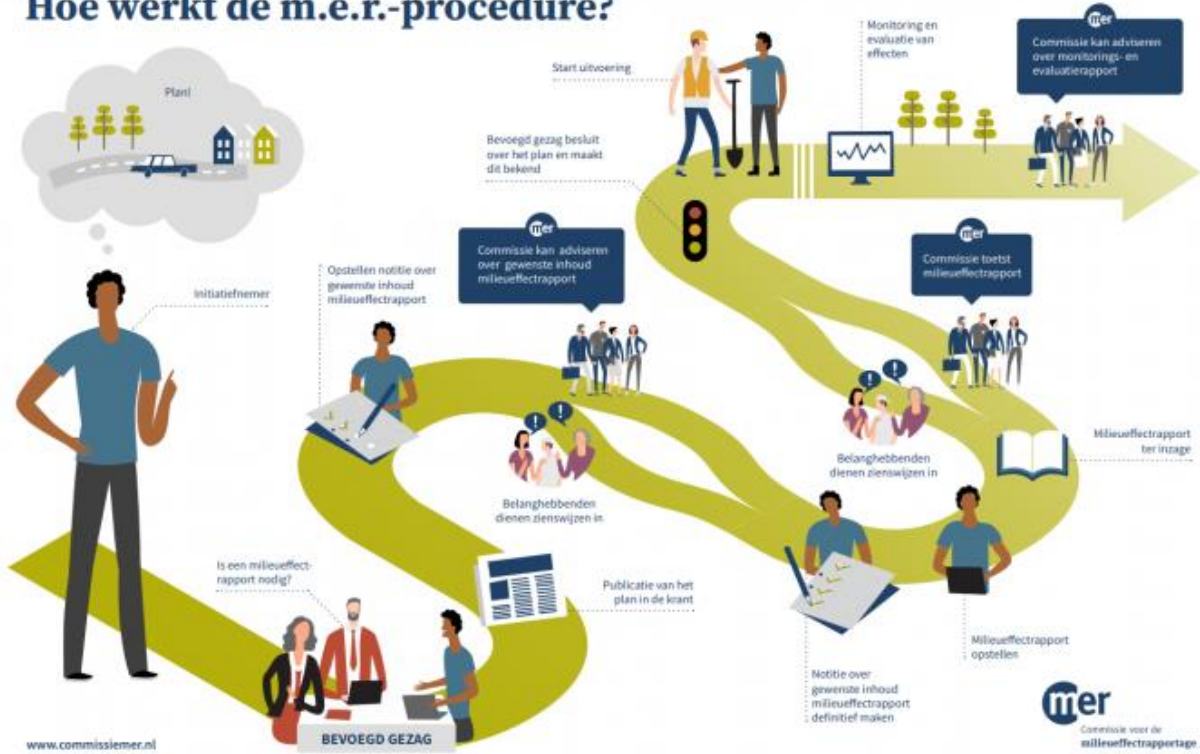 Hoe werkt de m.e.r.-procedure?
Plan!
Initiatiefnemer
Is een milieueffect-
rapport nodig?
BEVOEGD GEZAG
Publicatie van het
plan in de krant
Opstellen notitie over
gewenste inhoud
milieueffectrapport
mer
Commissie kan adviseren
over gewenste inhoud
milieueffectrapport
Belanghebbenden
dienen zienswijzen in
Notitie over
gewenste inhoud
milieueffectrapport
definitief maken
Milieueffectrapport
opstellen
Milieueffectrapport
ter inzage
mer
Commissie toetst
milieueffectrapport
Belanghebbenden
dienen zienswijzen in
Bevoegd gezag besluit
over het plan en maakt
dit bekend
Start uitvoering
Monitoring en
evaluatie van
effecten
mer
Commissie kan adviseren
over monitorings- en
evaluatierapport
www.commissiemer.nl
mer
Commissie voor de
milieueffectrapportage